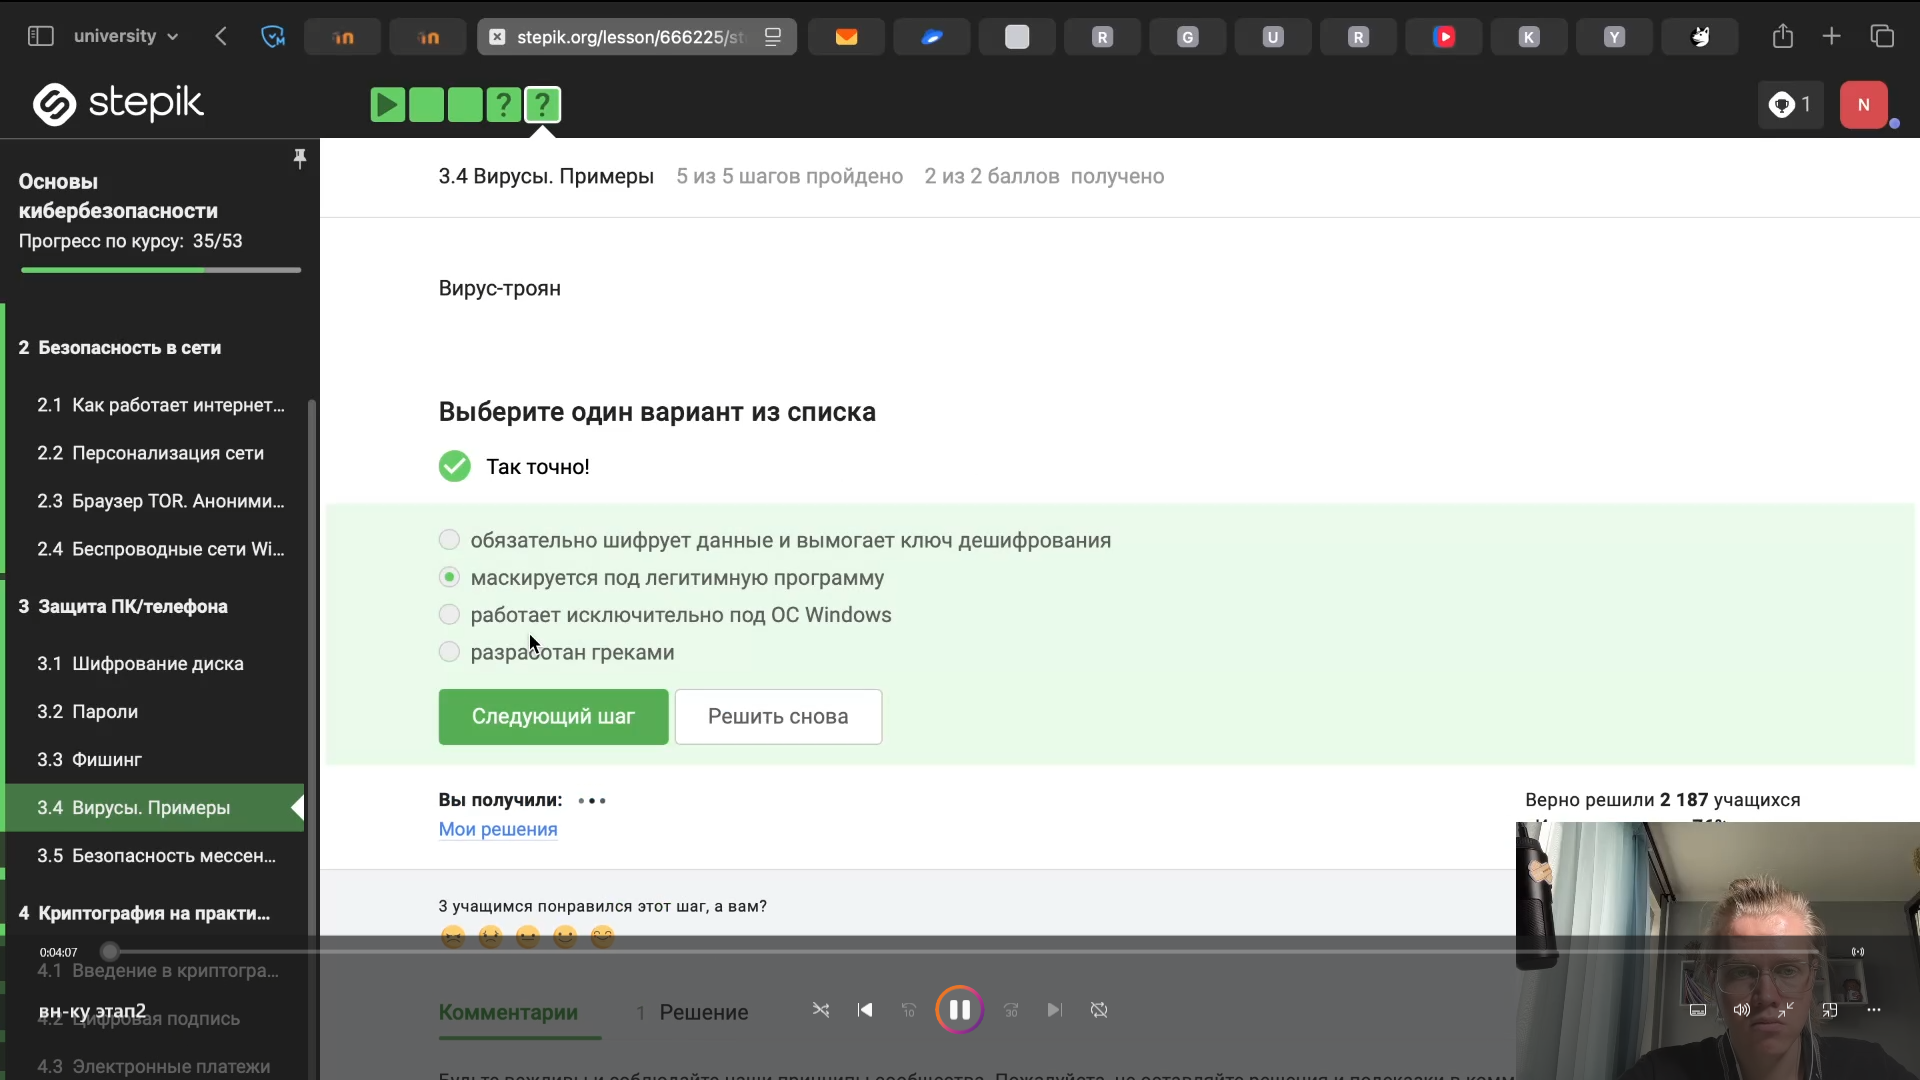 university
stepik.org/lesson/666225/st
R
G
U
R
K
Y
stepik
? ?
1
N
3.4 Вирусы. Примеры 5 из 5 шагов пройдено 2 из 2 баллов получено
Основы
кибербезопасности
Прогресс по курсу: 35/53
2 Безопасность в сети
2.1 Как работает интернет...
2.2 Персонализация сети
2.3 Браузер TOR. Аноними...
2.4 Беспроводные сети Wi...
3 Защита ПК/телефона
3.1 Шифрование диска
3.2 Пароли
3.3 Фишинг
3.4 Вирусы. Примеры
3.5 Безопасность мессен...
4 Криптография на практи...
4.1 Введение в криптогра...
4.2 Цифровая подпись
4.3 Электронные платежи
Вирус-троян
Выберите один вариант из списка
Так точно!
обязательно шифрует данные и вымогает ключ дешифрования
маскируется под легитимную программу
работает исключительно под ОС Windows
разработан греками
Следующий шаг Решить снова
Вы получили:
Мои решения
Верно решили 2 187 учащихся
3 учащимся понравился этот шаг, а вам?
Комментарии 1 Решение
0:04:07
вн-ку этап2
10
30